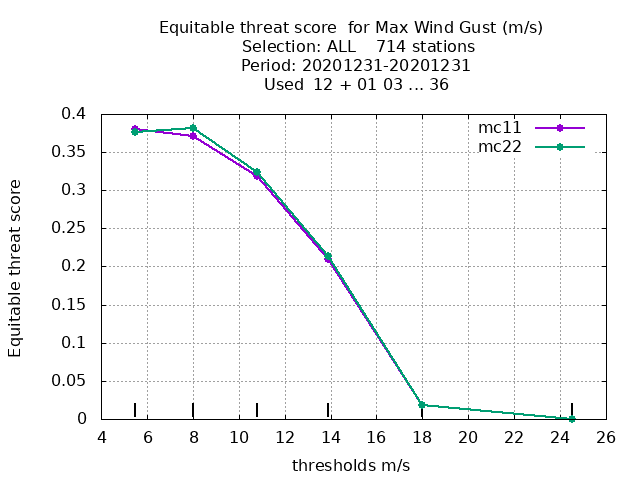 Equitable threat score  for Max Wind Gust (m/s)
Selection: ALL    714 stations
Period: 20201231-20201231
Used  12 + 01 03 ... 36
mc11
mc22
0.4
0.35
0.3
0.25
0.2
0.15
0.1
0.05
0
Equitable threat score
4 6 8 10 12 14 16 18 20 22 24 26
thresholds m/s